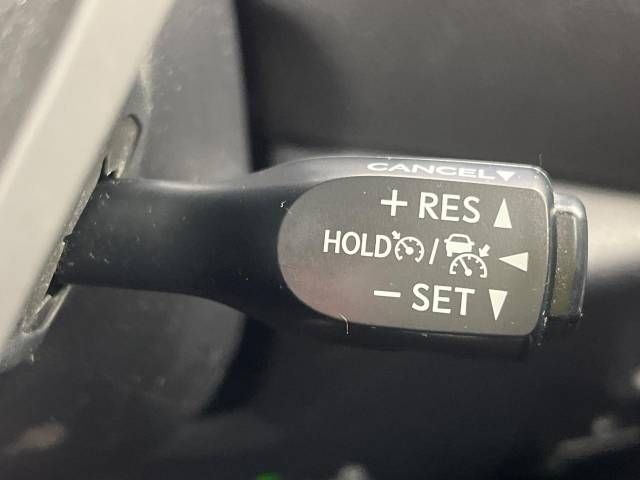 CANCEL▼
+ RES ▲
HOLD / ◄
− SET ▼